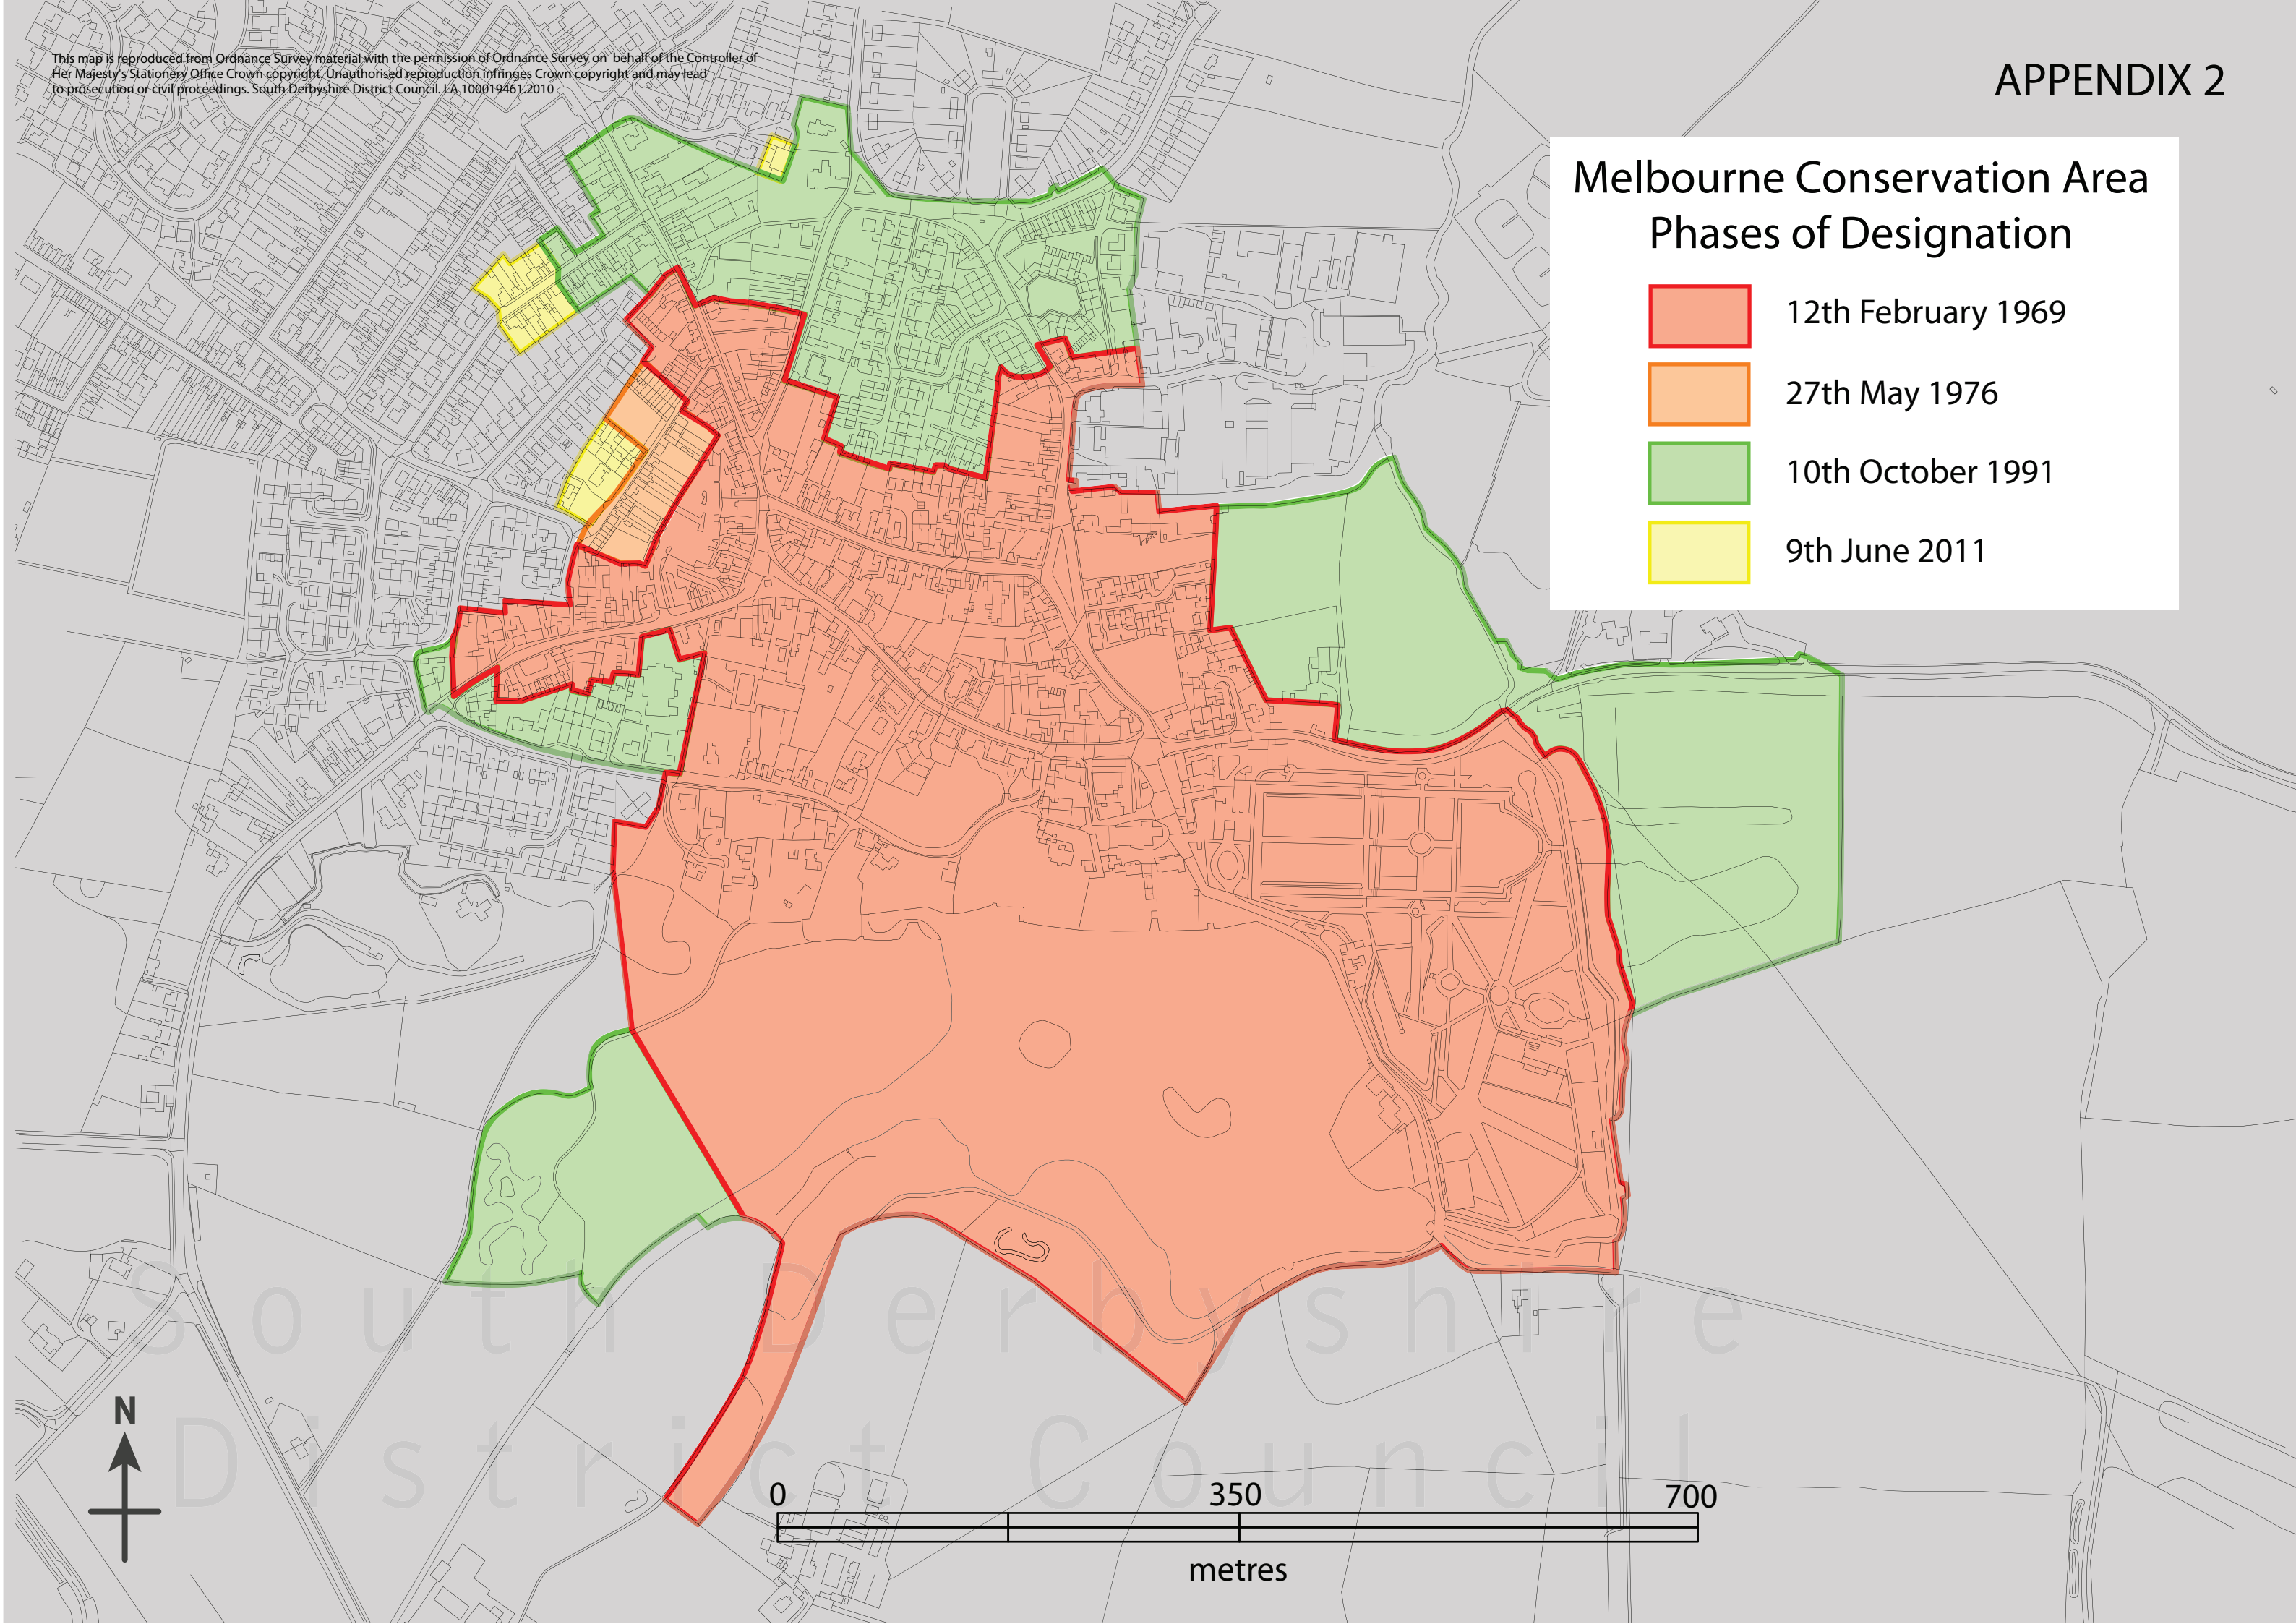 This map is reproduced from Ordnance Survey material with the permission of Ordnance Survey on behalf of the Controller of
Her Majesty's Stationery Office Crown copyright. Unauthorised reproduction infringes Crown copyright and may lead
to prosecution or civil proceedings. South Derbyshire District Council. LA 100019461.2010
APPENDIX 2
Melbourne Conservation Area
Phases of Designation
12th February 1969
27th May 1976
10th October 1991
9th June 2011
South Derbyshire
District Council
N
0 350 700
metres